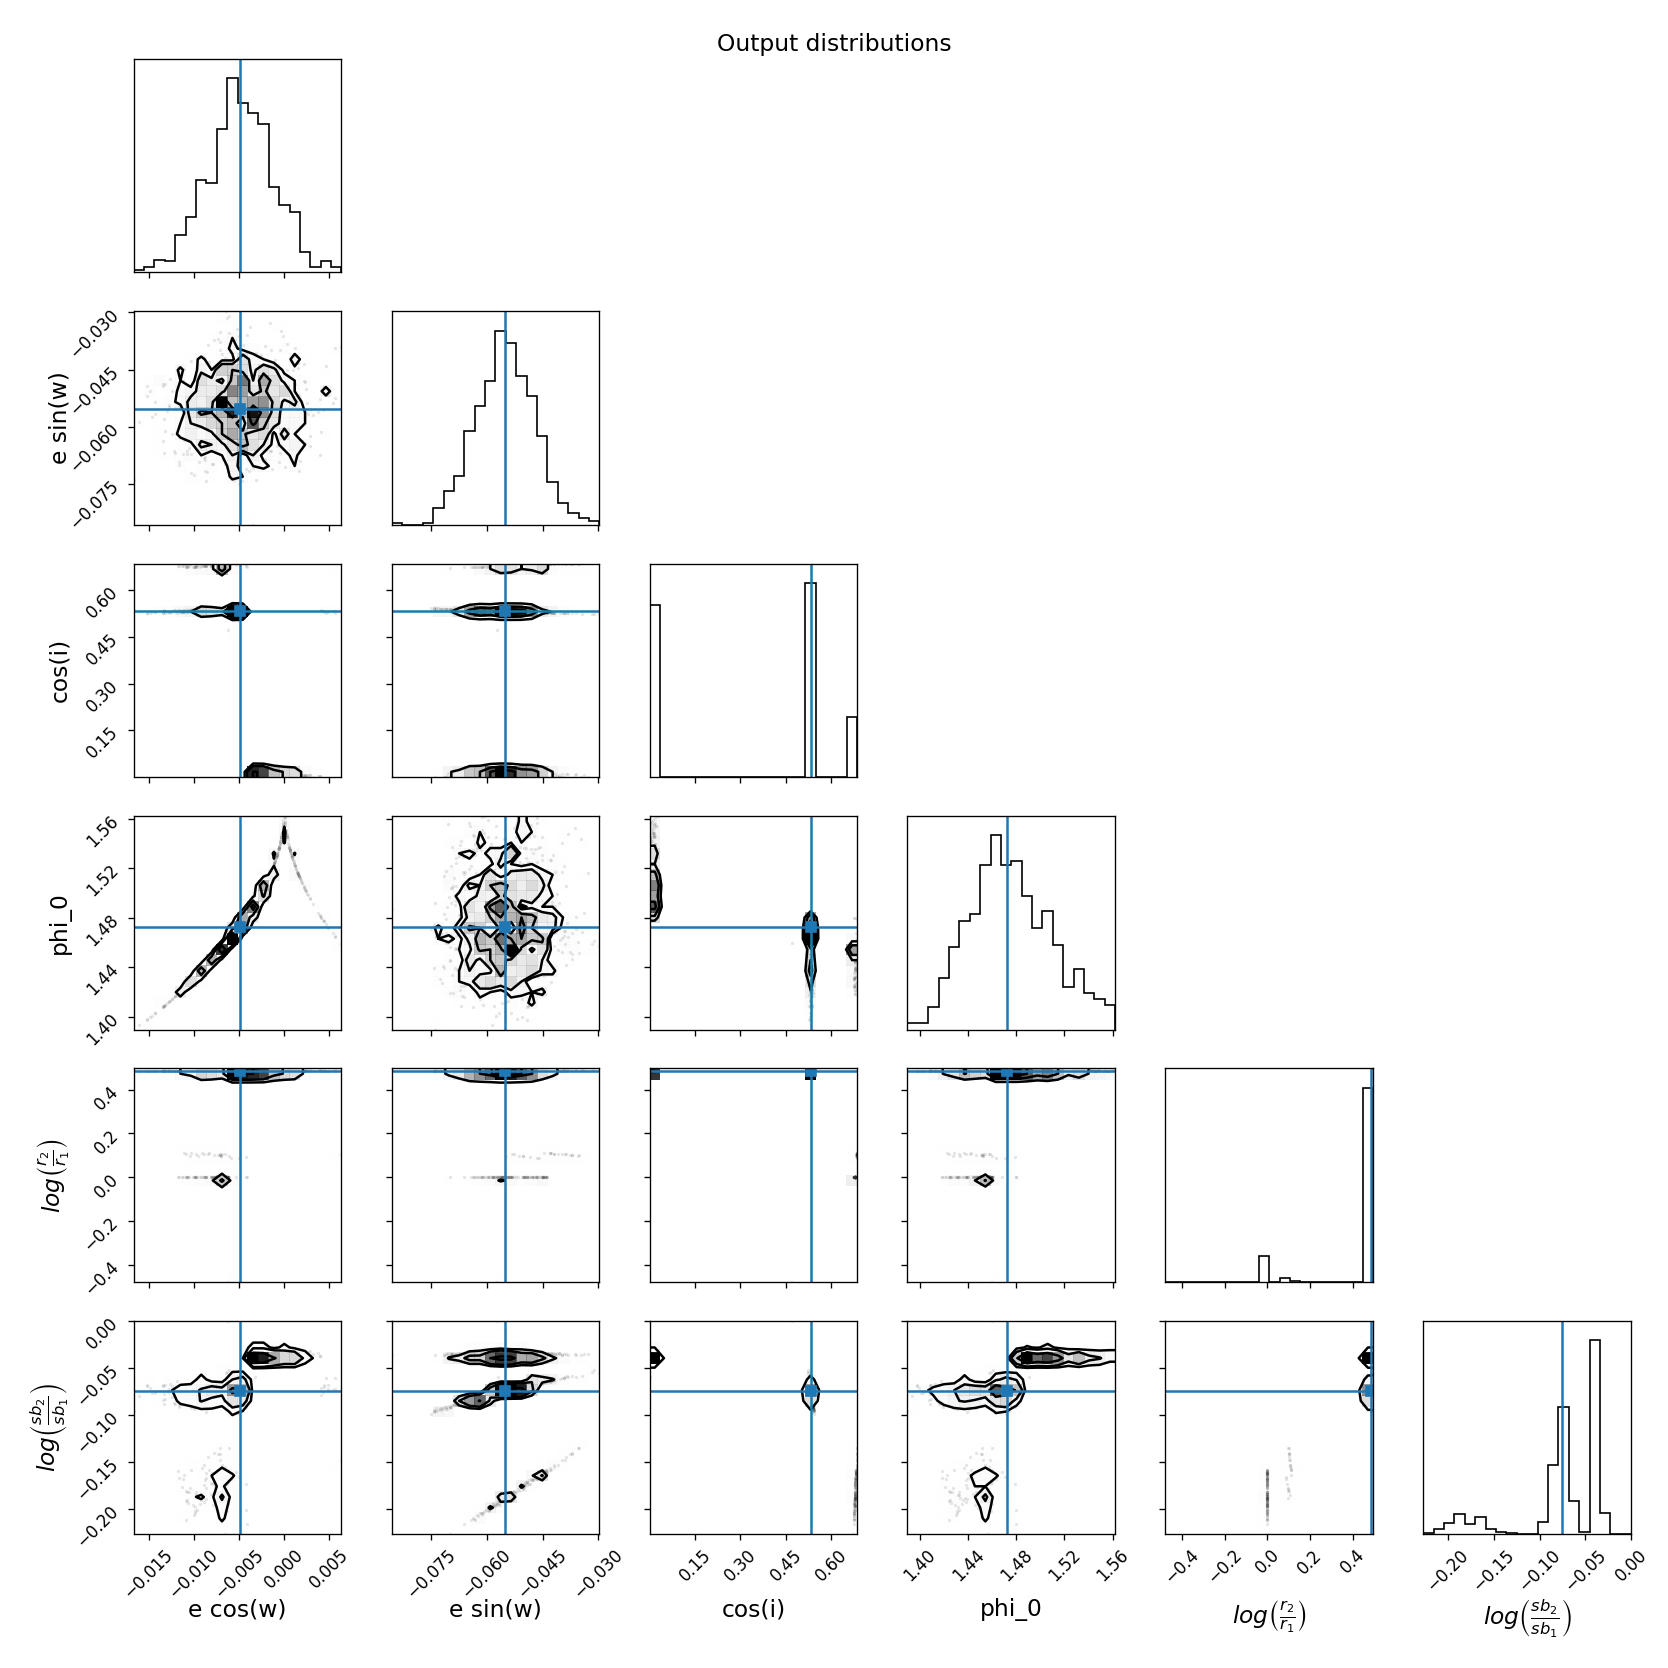 Output distributions
−0.030
−0.045
−0.060
−0.075
e sin(w)
0.60
0.45
0.30
0.15
cos(i)
1.56
1.52
1.48
1.44
1.40
phi_0
0.4
0.2
0.0
−0.2
−0.4
log(r₂/r₁)
0.00
−0.05
−0.10
−0.15
−0.20
log(sb₂/sb₁)
−0.015 −0.010 −0.005 0.000 0.005 −0.075 −0.060 −0.045 −0.030 0.15 0.30 0.45 0.60 1.40 1.44 1.48 1.52 1.56 −0.4 −0.2 0.0 0.2 0.4 −0.20 −0.15 −0.10 −0.05 0.00
e cos(w) e sin(w) cos(i) phi_0 log(r₂/r₁) log(sb₂/sb₁)